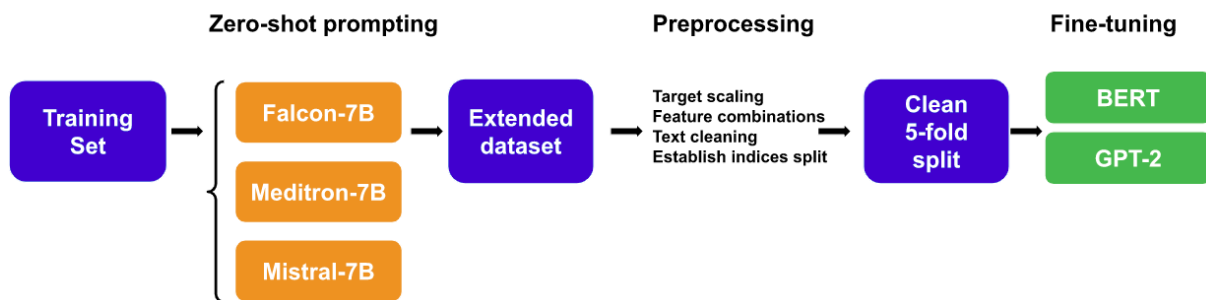 Zero-shot prompting
Preprocessing
Fine-tuning
Training
Set
Falcon-7B
Meditron-7B
Mistral-7B
Extended
dataset
Target scaling
Feature combinations
Text cleaning
Establish indices split
Clean
5-fold
split
BERT
GPT-2